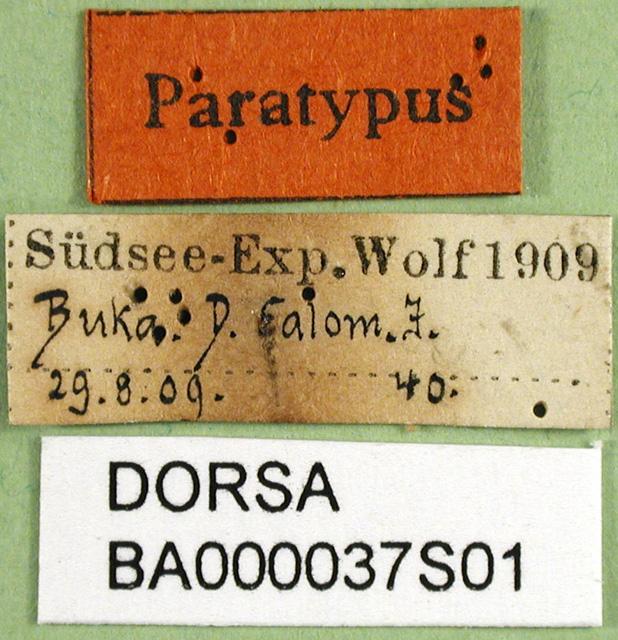 Paratypus
Südsee-Exp. Wolf 1909
Buka. D. Salom. I.
29.8.09. 40.
DORSA
BA000037S01